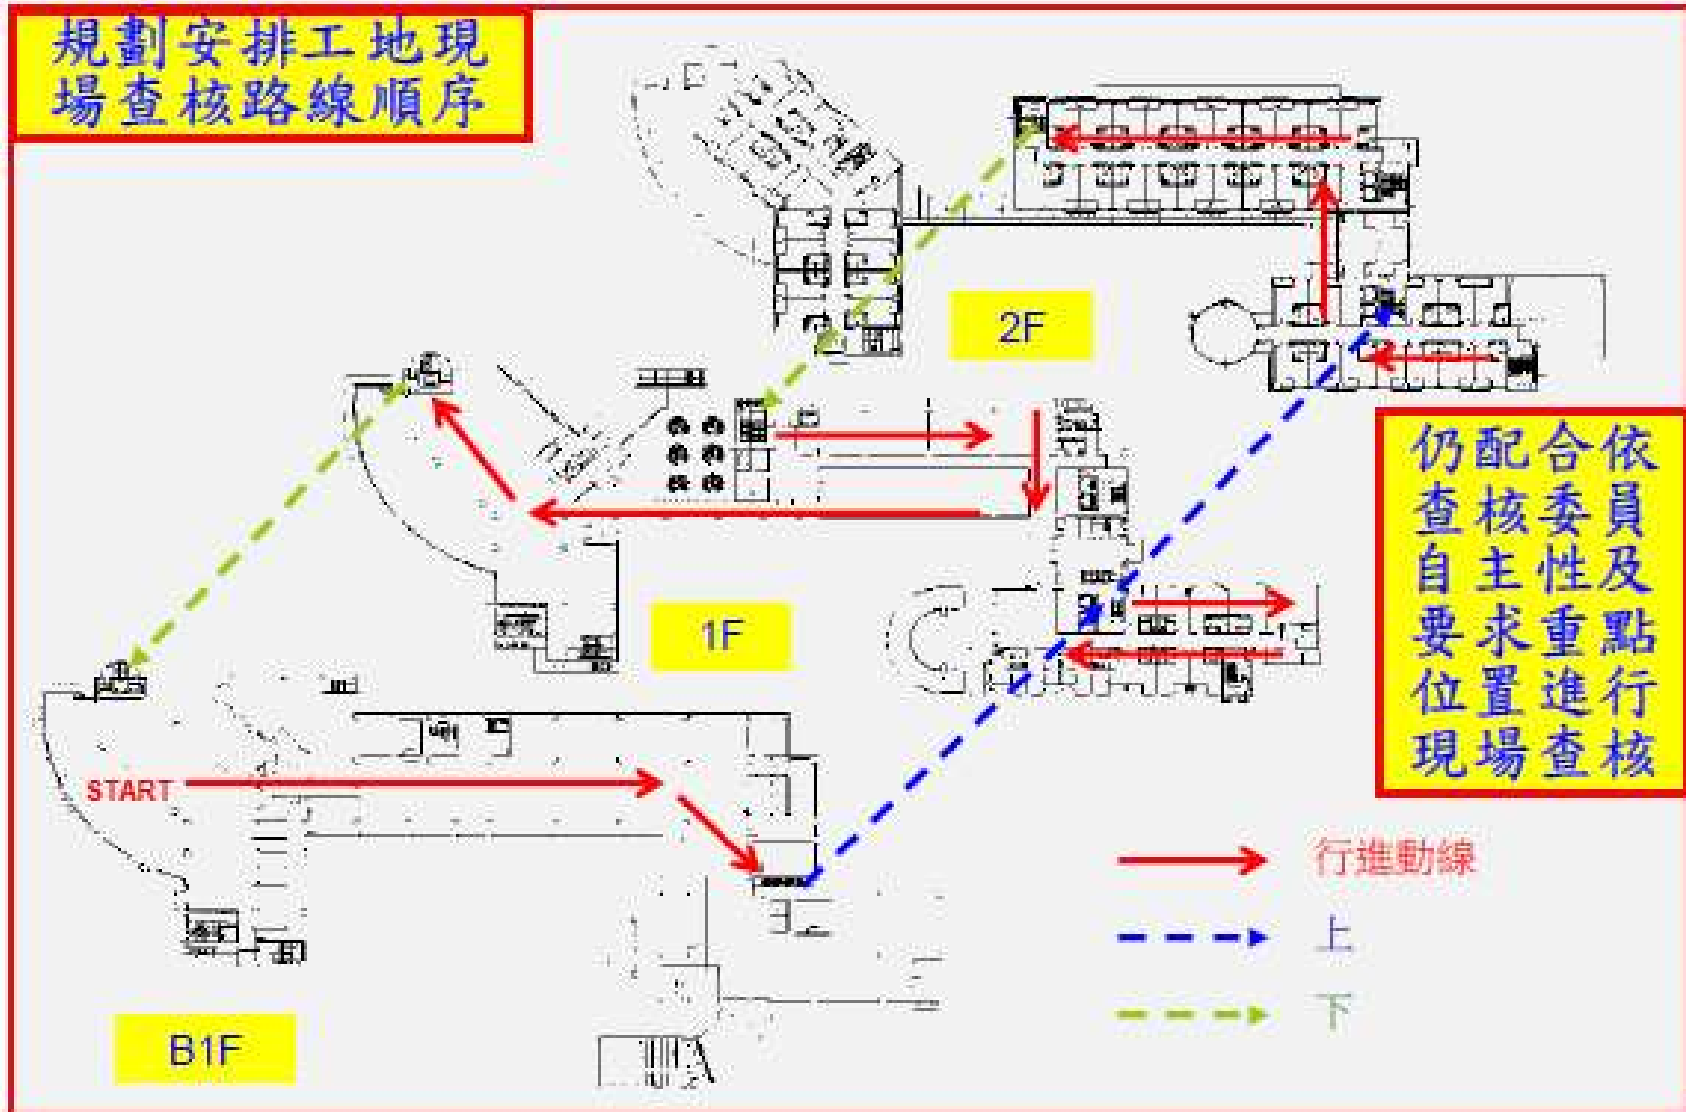 規劃安排工地現
場查核路線順序
2F
仍配合依
查核委員
自主性及
要求重點
位置進行
現場查核
1F
START
行進動線
上
下
B1F